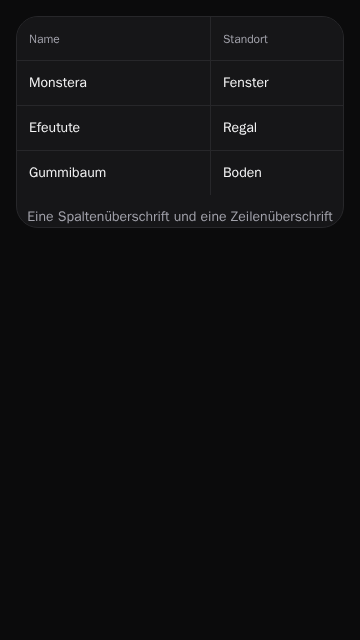 Name Standort
Monstera Fenster
Efeutute Regal
Gummibaum Boden
Eine Spaltenüberschrift und eine Zeilenüberschrift